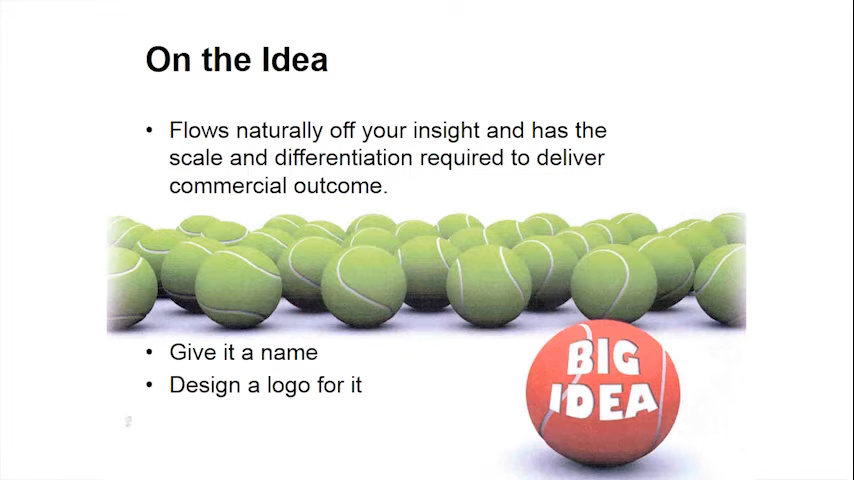 On the Idea
• Flows naturally off your insight and has the
scale and differentiation required to deliver
commercial outcome.
• Give it a name
• Design a logo for it
BIG
IDEA